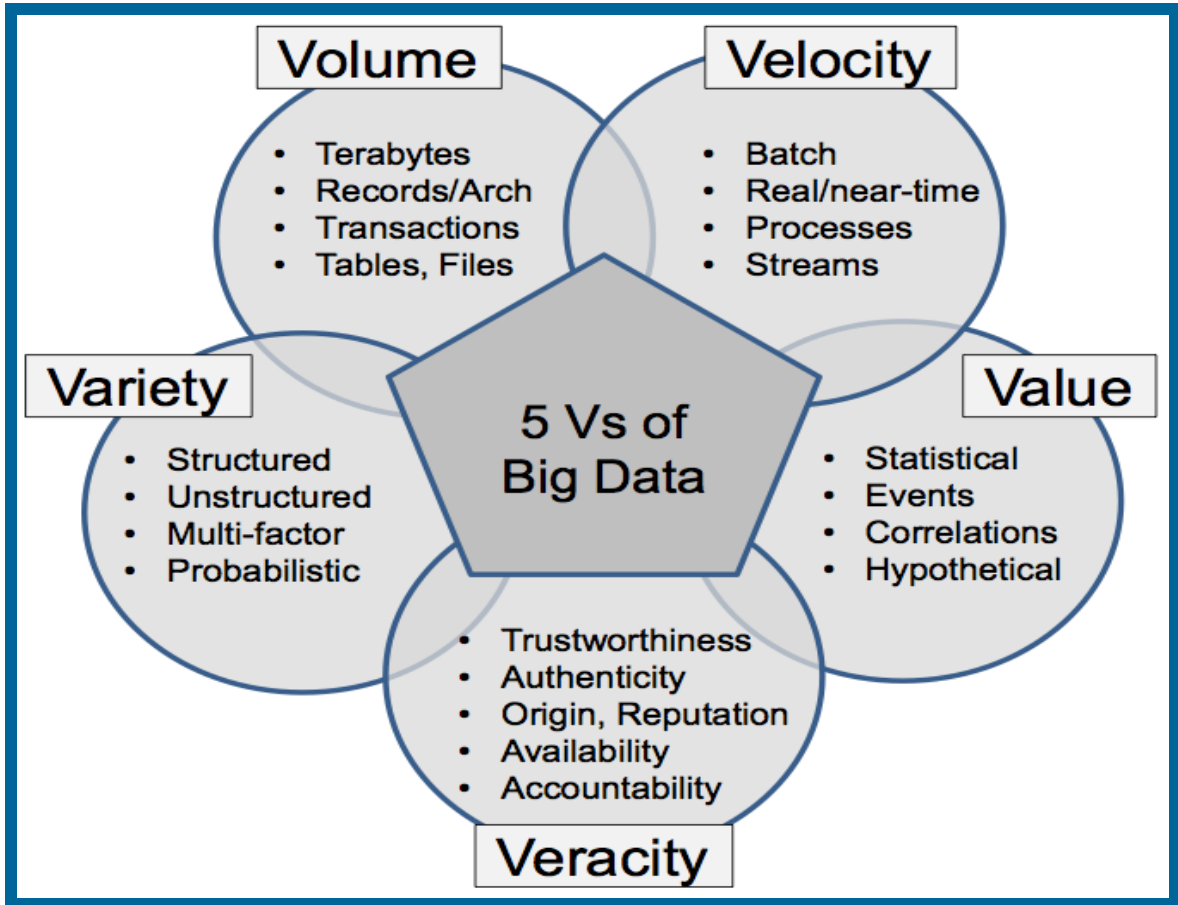 Volume
• Terabytes
• Records/Arch
• Transactions
• Tables, Files
Velocity
• Batch
• Real/near-time
• Processes
• Streams
Variety
• Structured
• Unstructured
• Multi-factor
• Probabilistic
5 Vs of
Big Data
Value
• Statistical
• Events
• Correlations
• Hypothetical
• Trustworthiness
• Authenticity
• Origin, Reputation
• Availability
• Accountability
Veracity